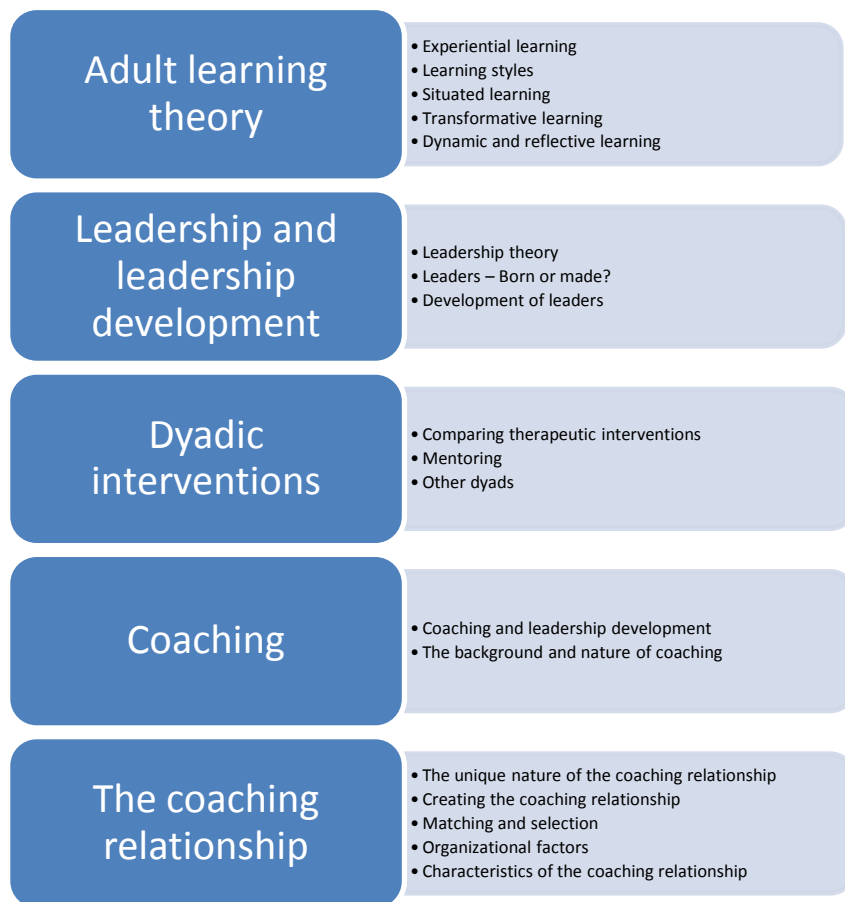 Adult learning
theory
• Experiential learning
• Learning styles
• Situated learning
• Transformative learning
• Dynamic and reflective learning
Leadership and
leadership
development
• Leadership theory
• Leaders – Born or made?
• Development of leaders
Dyadic
interventions
• Comparing therapeutic interventions
• Mentoring
• Other dyads
Coaching
• Coaching and leadership development
• The background and nature of coaching
The coaching
relationship
• The unique nature of the coaching relationship
• Creating the coaching relationship
• Matching and selection
• Organizational factors
• Characteristics of the coaching relationship